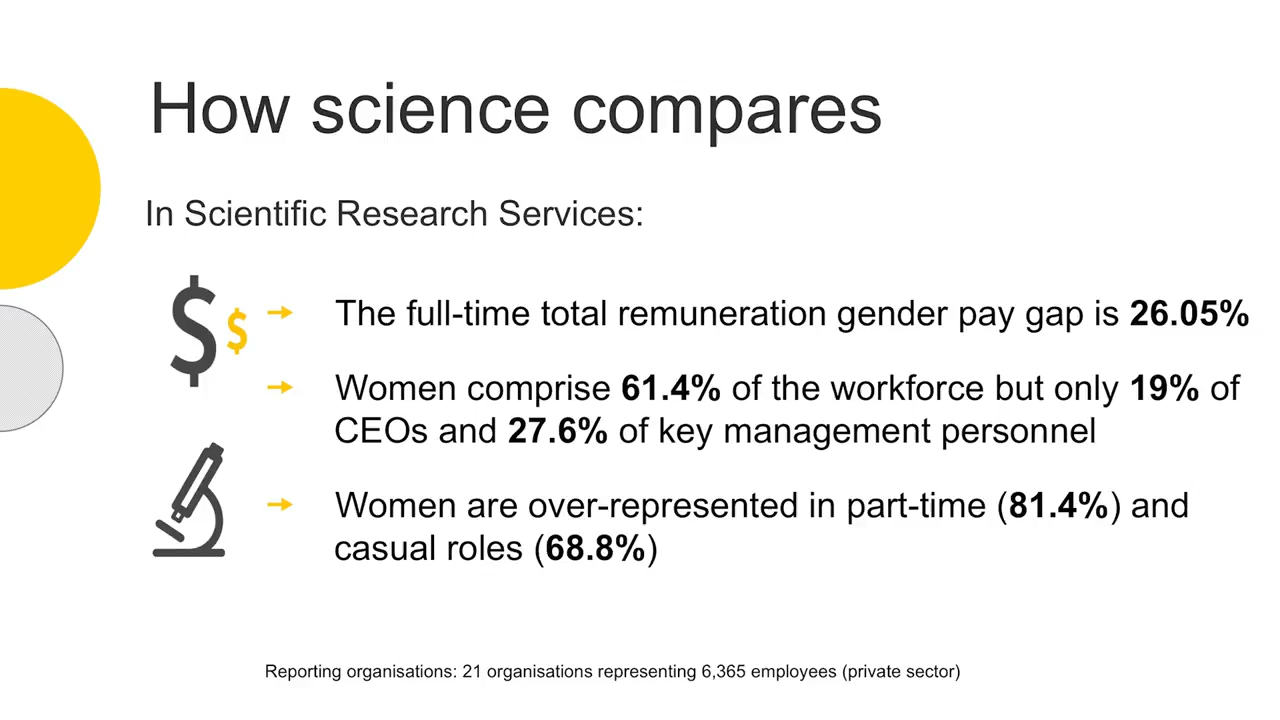 How science compares
In Scientific Research Services:
$
$
→ The full-time total remuneration gender pay gap is 26.05%
→ Women comprise 61.4% of the workforce but only 19% of
CEOs and 27.6% of key management personnel
→ Women are over-represented in part-time (81.4%) and
casual roles (68.8%)
Reporting organisations: 21 organisations representing 6,365 employees (private sector)